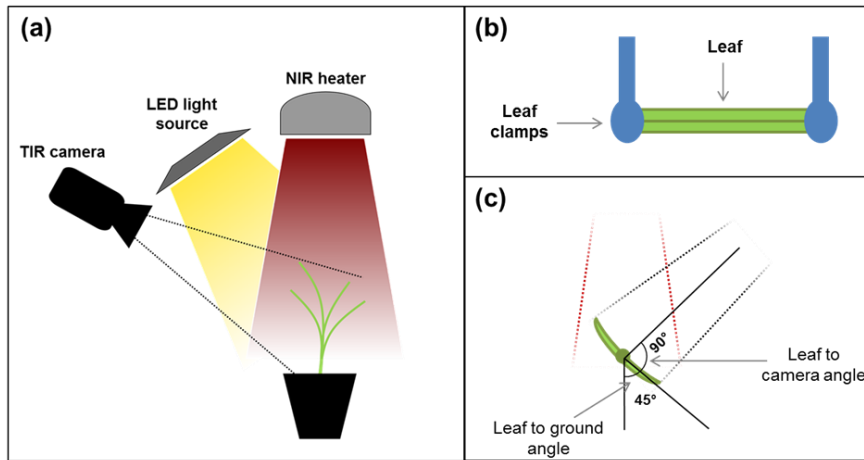 (a)
NIR heater
LED light
source
TIR camera
(b)
Leaf
Leaf
clamps
(c)
90°
Leaf to
camera angle
45°
Leaf to ground
angle